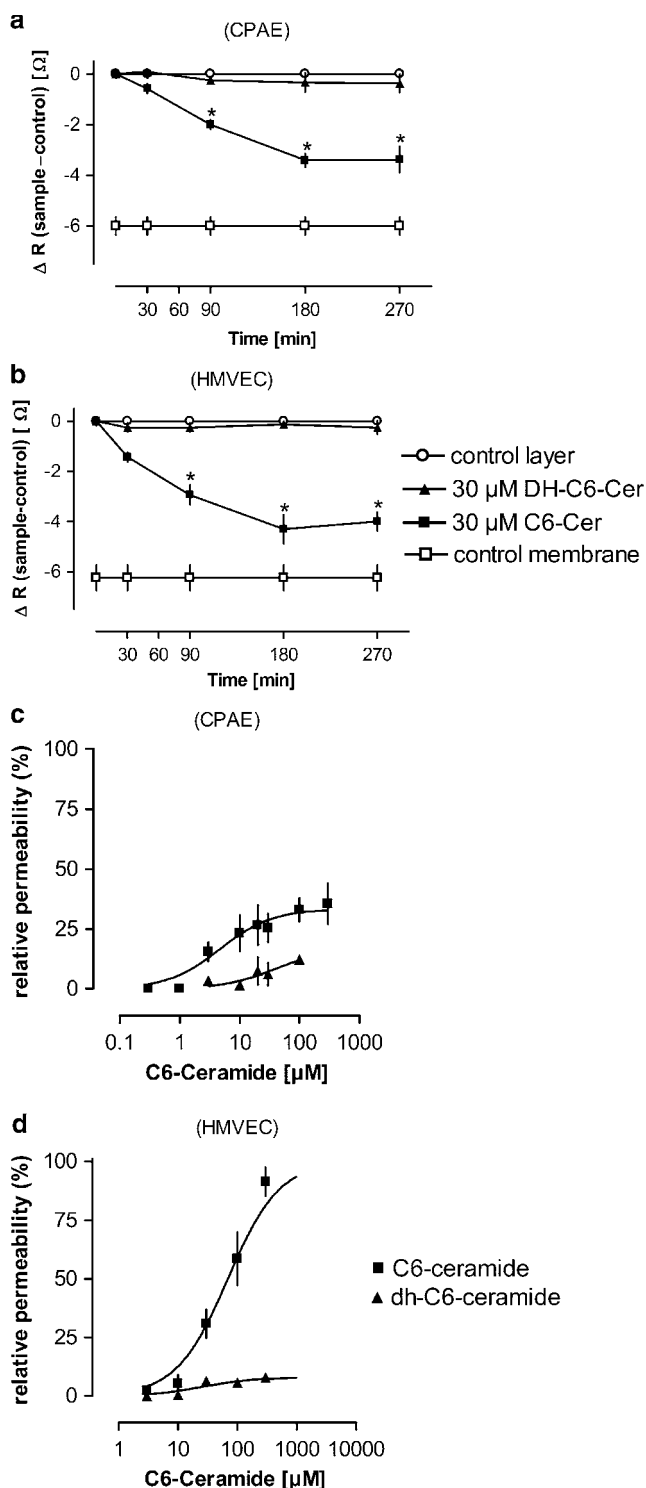 a
(CPAE)
Δ R (sample–control) [ Ω]
0
-2
-4
-6
*
*
*
30 60 90 180 270
Time [min]
b
(HMVEC)
Δ R (sample-control) [ Ω]
0
-2
-4
-6
*
*
*
30 60 90 180 270
Time [min]
control layer
30 µM DH-C6-Cer
30 µM C6-Cer
control membrane
c
(CPAE)
relative permeability (%)
100
75
50
25
0
0.1 1 10 100 1000
C6-Ceramide [µM]
d
(HMVEC)
relative permeability (%)
100
75
50
25
0
1 10 100 1000 10000
C6-Ceramide [µM]
C6-ceramide
dh-C6-ceramide